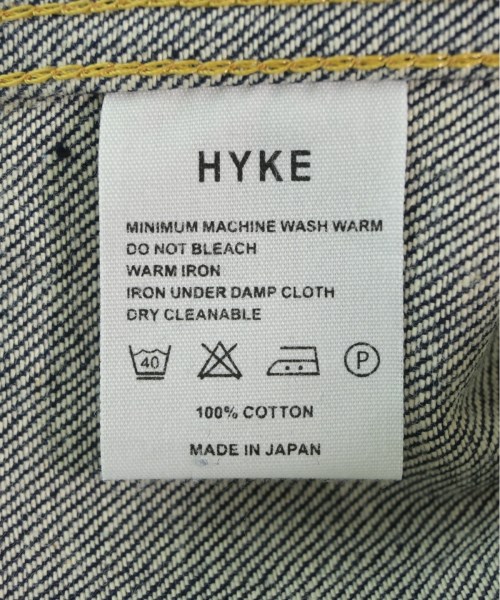 HYKE
MINIMUM MACHINE WASH WARM
DO NOT BLEACH
WARM IRON
IRON UNDER DAMP CLOTH
DRY CLEANABLE
40 P
100% COTTON
MADE IN JAPAN